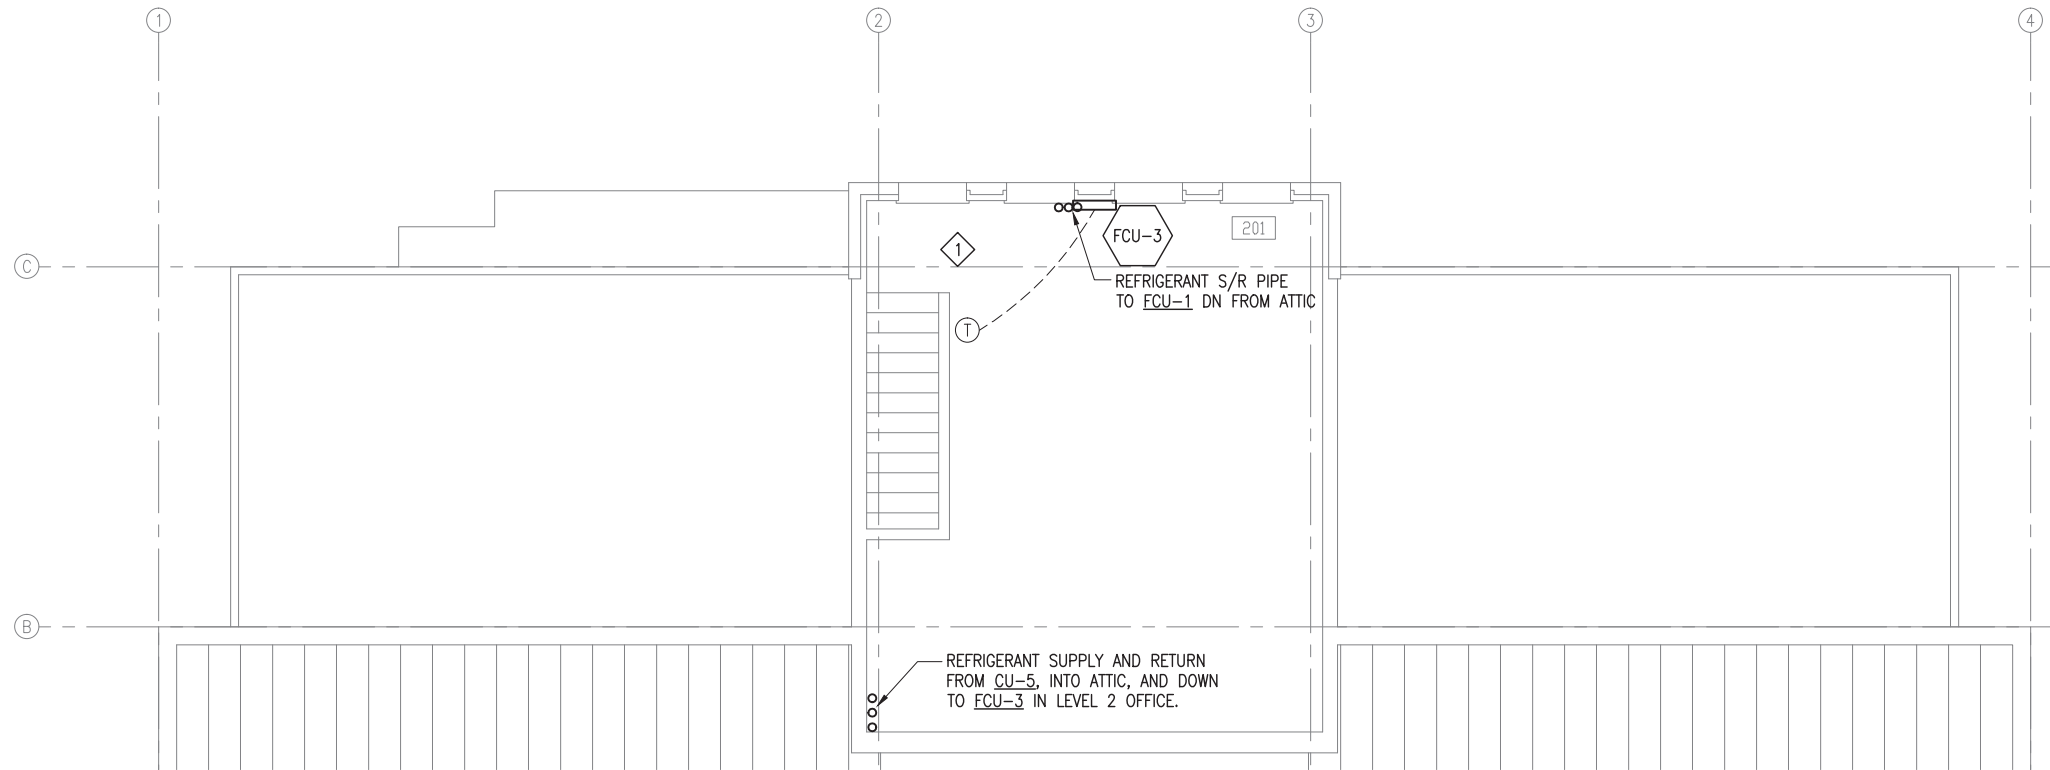 1
2
3
4
FCU-3
201
1
C
REFRIGERANT S/R PIPE
TO FCU-1 DN FROM ATTIC
T
B
REFRIGERANT SUPPLY AND RETURN
FROM CU-5, INTO ATTIC, AND DOWN
TO FCU-3 IN LEVEL 2 OFFICE.